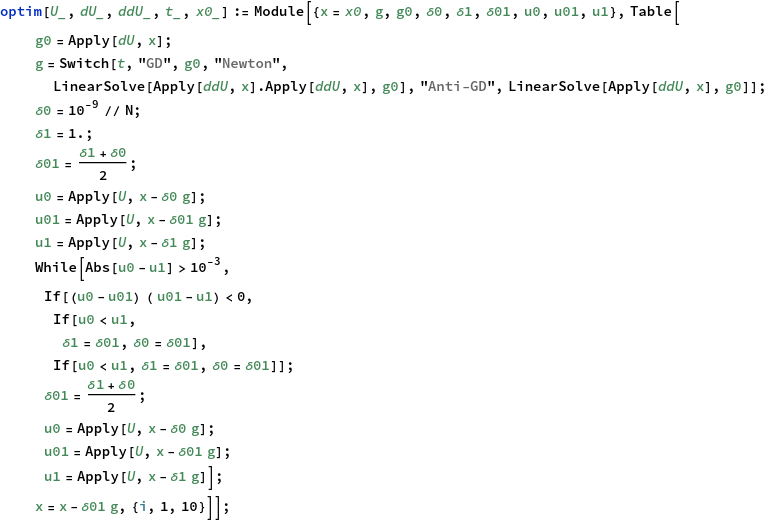 optim[U_, dU_, ddU_, t_, x0_] := Module[{x = x0, g, g0, δ0, δ1, δ01, u0, u01, u1}, Table[
g0 = Apply[dU, x];
g = Switch[t, "GD", g0, "Newton",
LinearSolve[Apply[ddU, x].Apply[ddU, x], g0], "Anti-GD", LinearSolve[Apply[ddU, x], g0]];
δ0 = 10^-9 // N;
δ1 = 1.;
δ01 = (δ1 + δ0)/2;
u0 = Apply[U, x - δ0 g];
u01 = Apply[U, x - δ01 g];
u1 = Apply[U, x - δ1 g];
While[Abs[u0 - u1] > 10^-3,
If[(u0 - u01) (u01 - u1) < 0,
If[u0 < u1,
δ1 = δ01, δ0 = δ01],
If[u0 < u1, δ1 = δ01, δ0 = δ01]];
δ01 = (δ1 + δ0)/2;
u0 = Apply[U, x - δ0 g];
u01 = Apply[U, x - δ01 g];
u1 = Apply[U, x - δ1 g]];
x = x - δ01 g, {i, 1, 10}]];